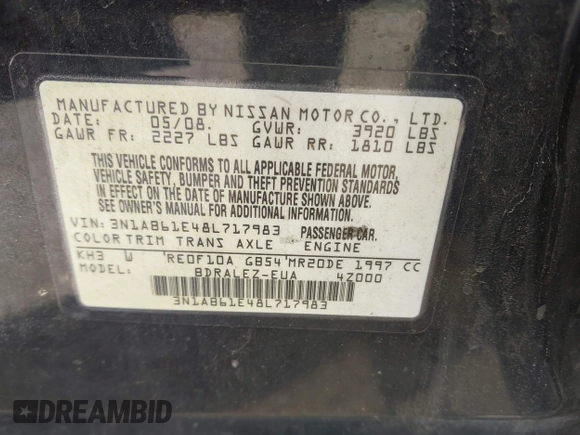 MANUFACTURED BY NISSAN MOTOR CO., LTD.
DATE: 05/08. GVWR: 3920 LBS
GAWR FR: 2227 LBS GAWR RR: 1810 LBS
THIS VEHICLE CONFORMS TO ALL APPLICABLE FEDERAL MOTOR
VEHICLE SAFETY, BUMPER AND THEFT PREVENTION STANDARDS
IN EFFECT ON THE DATE OF MANUFACTURE SHOWN ABOVE.
SEE OWNER'S MANUAL FOR ADDITIONAL INFORMATION.
VIN: 3N1AB61E48L717983 PASSENGER CAR.
COLOR TRIM TRANS AXLE ENGINE
KH3 W RE0F10A GB54 MR20DE 1997 CC
MODEL: BDRALEZ-EUA 4Z000
3N1AB61E48L717983
DREAMBID